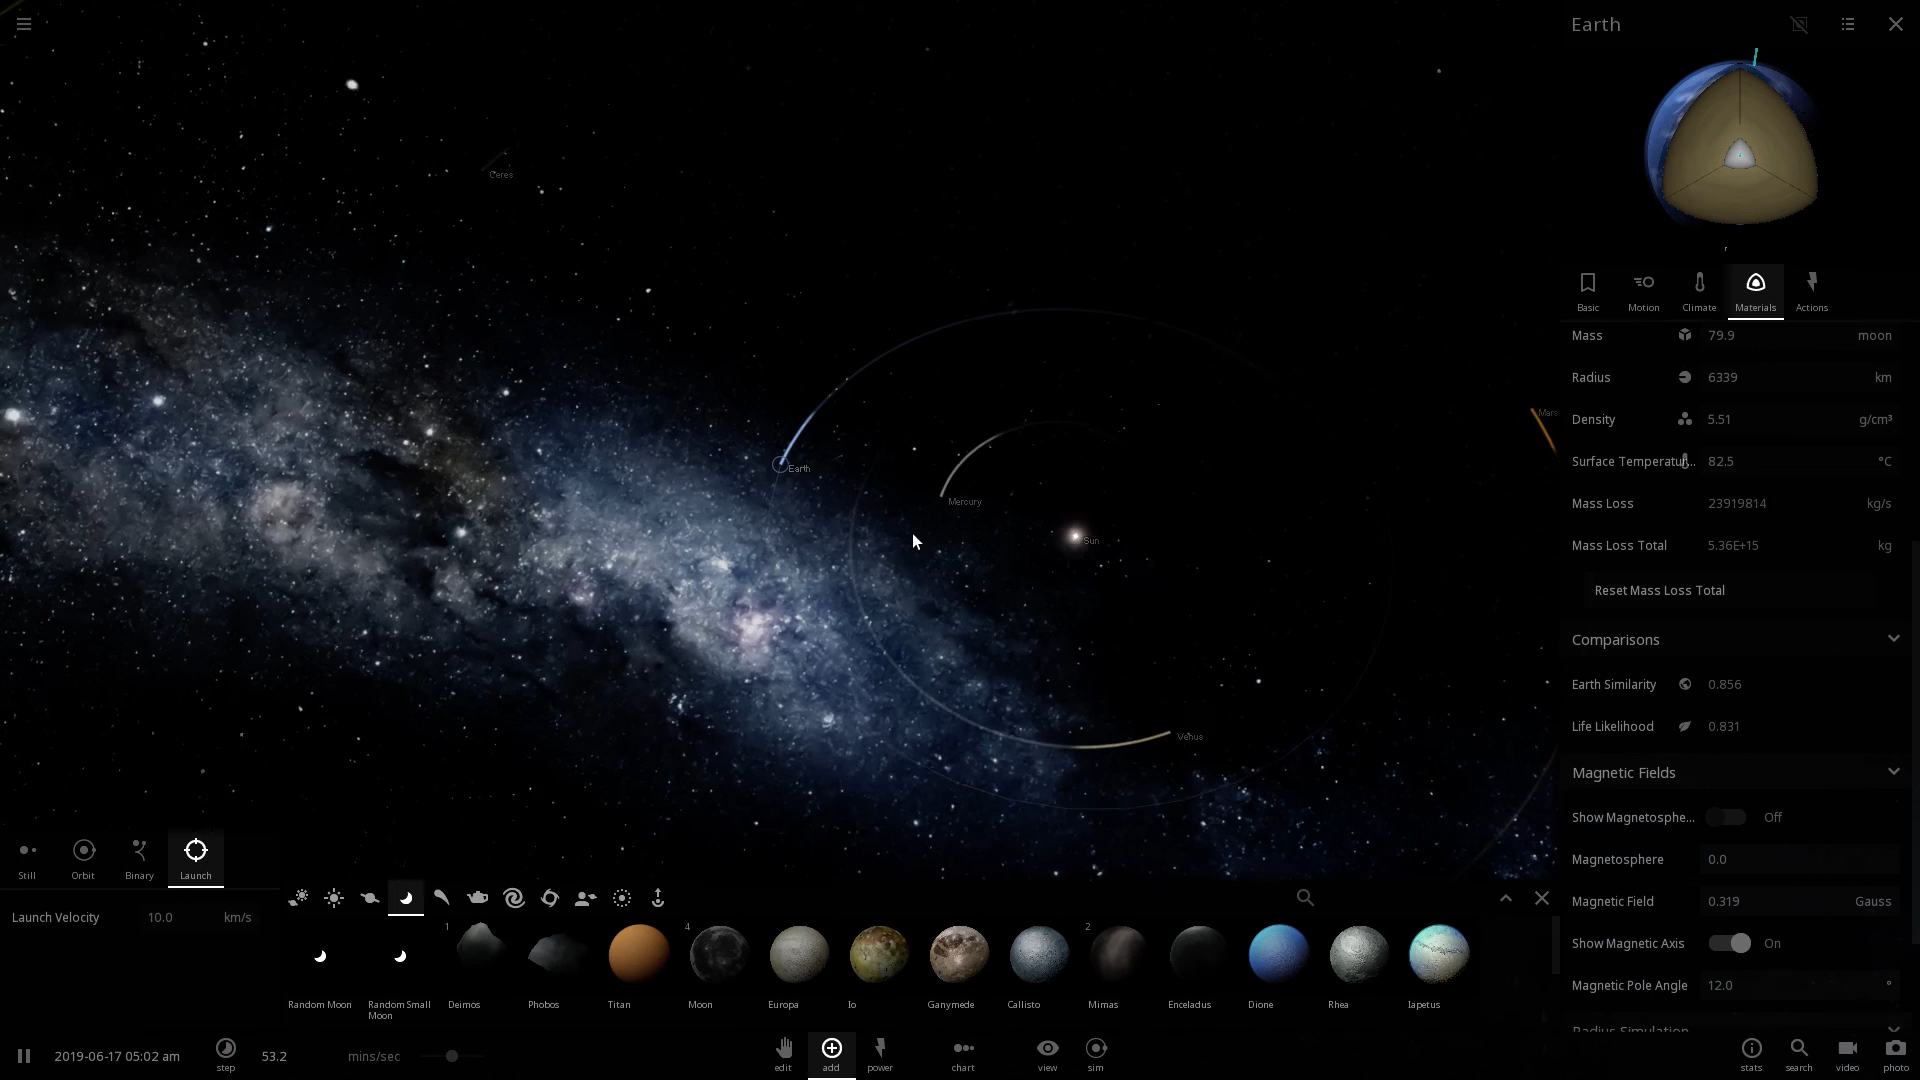 Earth
Ceres
Mars
Earth
Mercury
Sun
Venus
Basic
Motion
Climate
Materials
Actions
Mass 79.9 moon
Radius 6339 km
Density 5.51 g/cm³
Surface Temperatur... 82.5 °C
Mass Loss 23919814 kg/s
Mass Loss Total 5.36E+15 kg
Reset Mass Loss Total
Comparisons
Earth Similarity 0.856
Life Likelihood 0.831
Magnetic Fields
Show Magnetosphe... Off
Magnetosphere 0.0
Magnetic Field 0.319 Gauss
Show Magnetic Axis On
Magnetic Pole Angle 12.0 °
Radius Simulation
Still
Orbit
Binary
Launch
Launch Velocity 10.0 km/s
1
4
2
Random Moon
Random Small
Moon
Deimos
Phobos
Titan
Moon
Europa
Io
Ganymede
Callisto
Mimas
Enceladus
Dione
Rhea
Iapetus
2019-06-17 05:02 am
step
53.2 mins/sec
edit
add
power
chart
view
sim
stats
search
video
photo